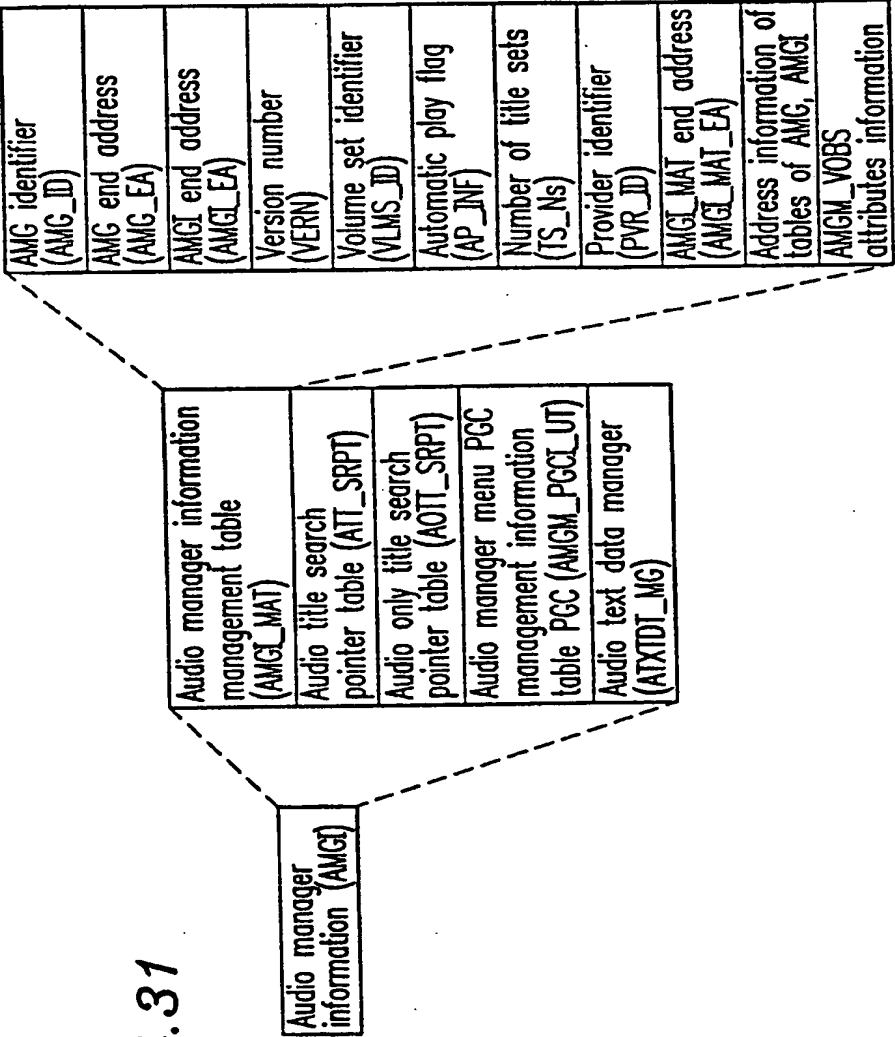 .31
Audio manager
information (AMGI)
Audio manager information
management table
(AMGI_MAT)
Audio title search
pointer table (ATT_SRPT)
Audio only title search
pointer table (AOTT_SRPT)
Audio manager menu PGC
management information
table PGC (AMGM_PGCI_UT)
Audio text data manager
(ATXTDT_MG)
AMG identifier
(AMG_ID)
AMG end address
(AMG_EA)
AMGI end address
(AMGI_EA)
Version number
(VERN)
Volume set identifier
(VLMS_ID)
Automatic play flag
(AP_INF)
Number of title sets
(TS_Ns)
Provider identifier
(PVR_ID)
AMGI_MAT end address
(AMGI_MAT_EA)
Address information of
tables of AMG, AMGI
AMGM_VOBS
attributes information